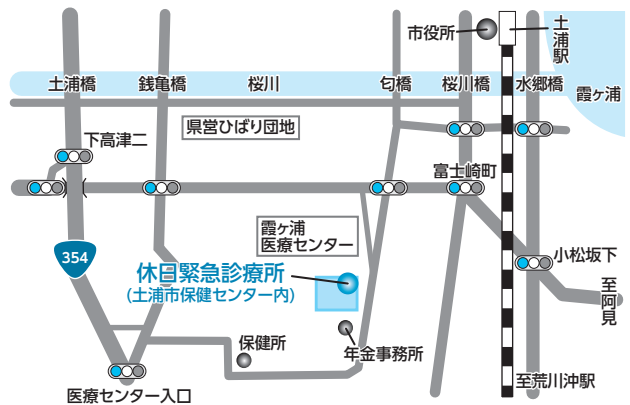 市役所
土浦駅
土浦橋
銭亀橋
桜川
匂橋
桜川橋
水郷橋
霞ヶ浦
県営ひばり団地
下高津二
富士崎町
霞ヶ浦
医療センター
354
休日緊急診療所
(土浦市保健センター内)
小松坂下
至阿見
保健所
年金事務所
至荒川沖駅
医療センター入口